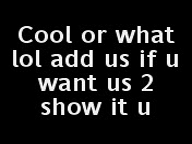 Cool or what
lol add us if u
want us 2
show it u